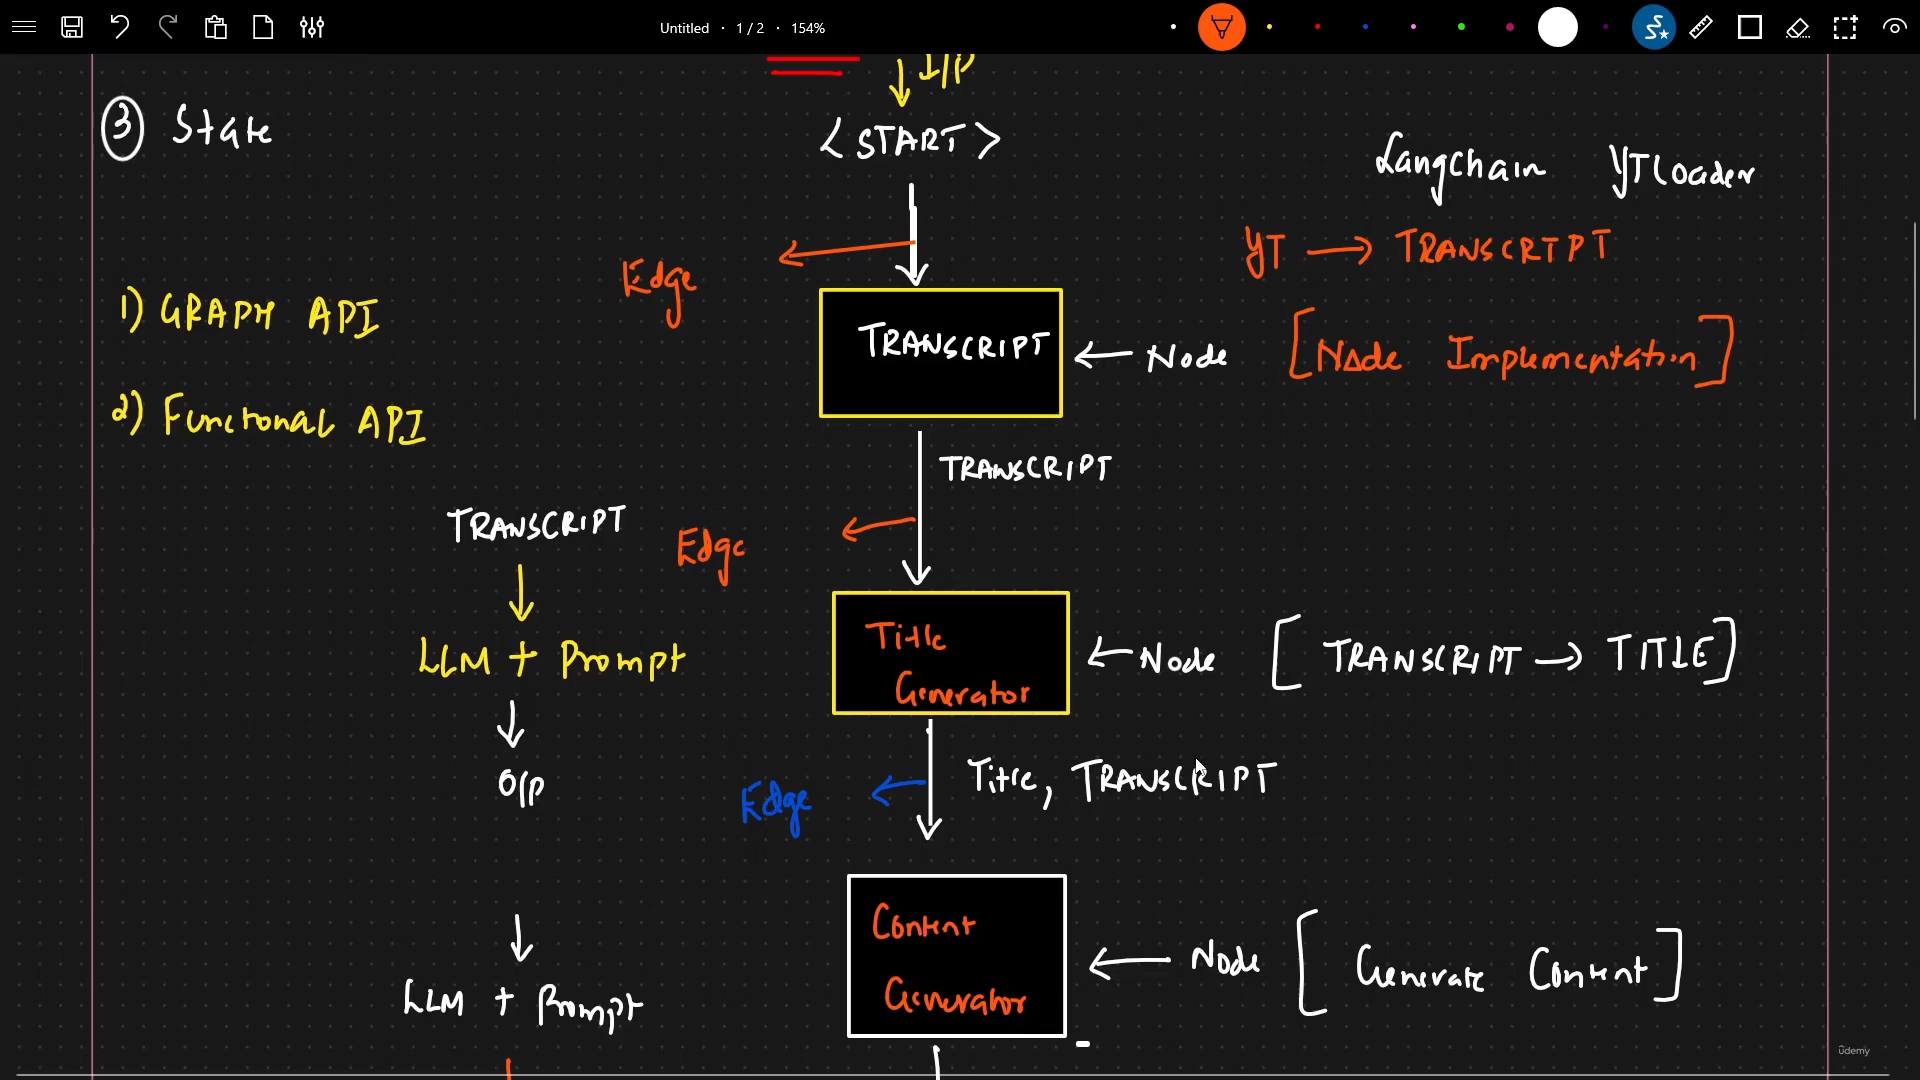 Untitled · 1 / 2 · 154%
I/P
③ State
<START>
Langchain YTLoader
Edge
YT → TRANSCRIPT
1) GRAPH API
TRANSCRIPT
← Node
[Node Implementation]
2) Functonal API
TRANSCRIPT
TRANSCRIPT
Edge
LLM + Prompt
Title
Generator
← Node
[TRANSCRIPT → TITLE]
O/P
Edge
Title, TRANSCRIPT
Content
Generator
← Node
[Generate Content]
LLM + Prompt
ûdemy